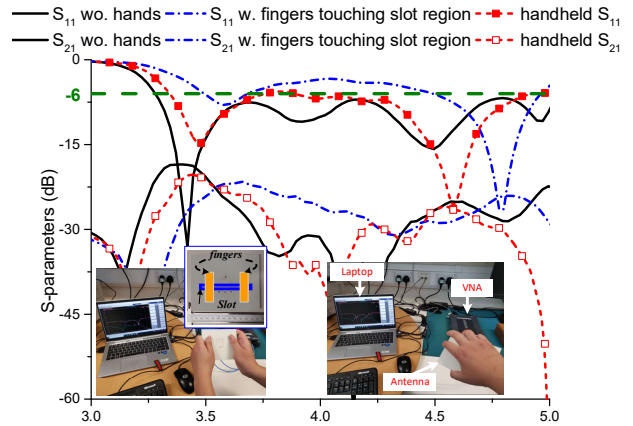 S₁₁ wo. hands S₁₁ w. fingers touching slot region handheld S₁₁
S₂₁ wo. hands S₂₁ w. fingers touching slot region handheld S₂₁
0
-6
-15
-30
-45
-60
S-parameters (dB)
fingers
Slot
Laptop
VNA
Antenna
3.0 3.5 4.0 4.5 5.0